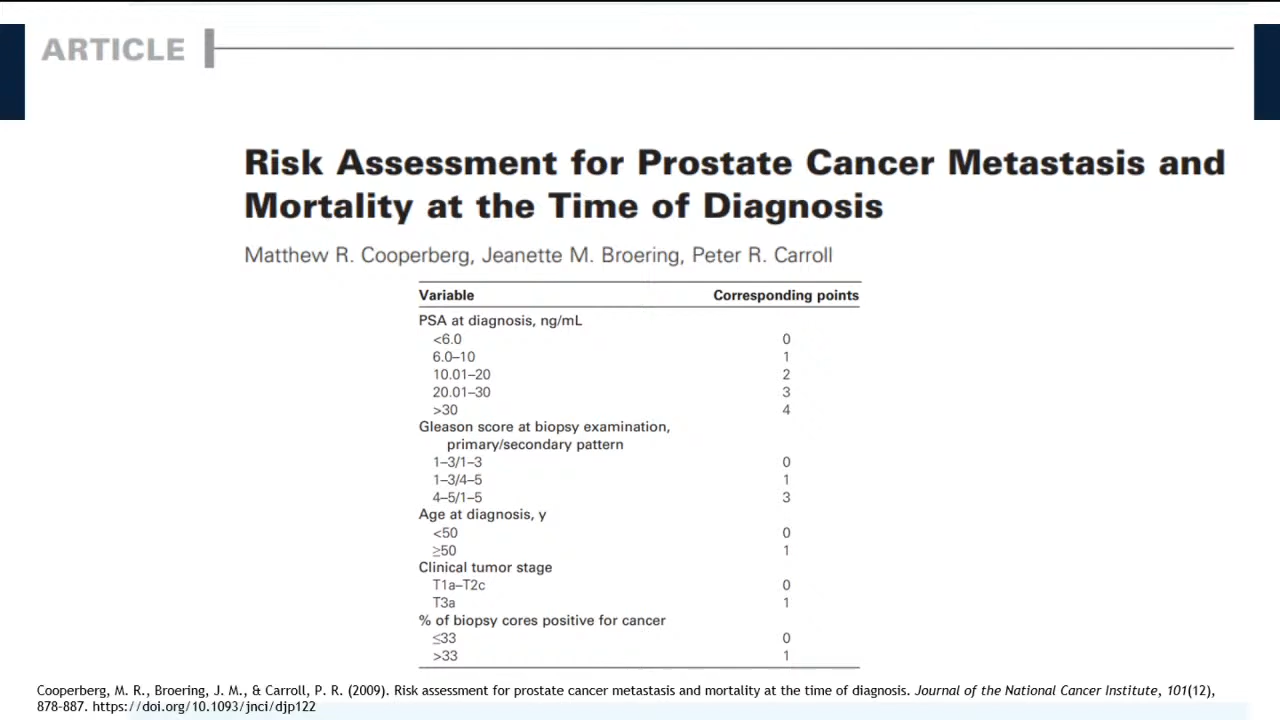 ARTICLE
Risk Assessment for Prostate Cancer Metastasis and
Mortality at the Time of Diagnosis
Matthew R. Cooperberg, Jeanette M. Broering, Peter R. Carroll
Variable Corresponding points
PSA at diagnosis, ng/mL
<6.0 0
6.0–10 1
10.01–20 2
20.01–30 3
>30 4
Gleason score at biopsy examination,
primary/secondary pattern
1–3/1–3 0
1–3/4–5 1
4–5/1–5 3
Age at diagnosis, y
<50 0
≥50 1
Clinical tumor stage
T1a–T2c 0
T3a 1
% of biopsy cores positive for cancer
≤33 0
>33 1
Cooperberg, M. R., Broering, J. M., & Carroll, P. R. (2009). Risk assessment for prostate cancer metastasis and mortality at the time of diagnosis. Journal of the National Cancer Institute, 101(12),
878-887. https://doi.org/10.1093/jnci/djp122